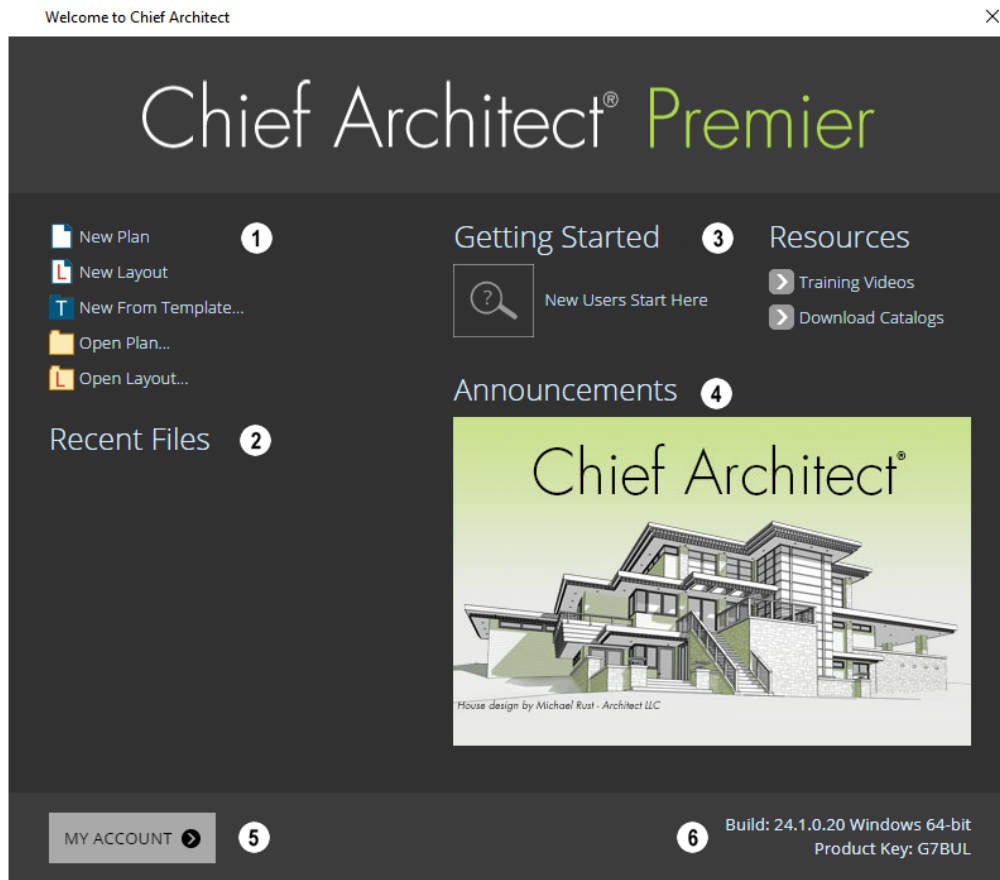 Welcome to Chief Architect
Chief Architect® Premier
New Plan
1
New Layout
New From Template...
Open Plan...
Open Layout...
Recent Files 2
Getting Started 3
New Users Start Here
Resources
Training Videos
Download Catalogs
Announcements 4
Chief Architect®
House design by Michael Rust - Architect LLC
MY ACCOUNT
5
6
Build: 24.1.0.20 Windows 64-bit
Product Key: G7BUL